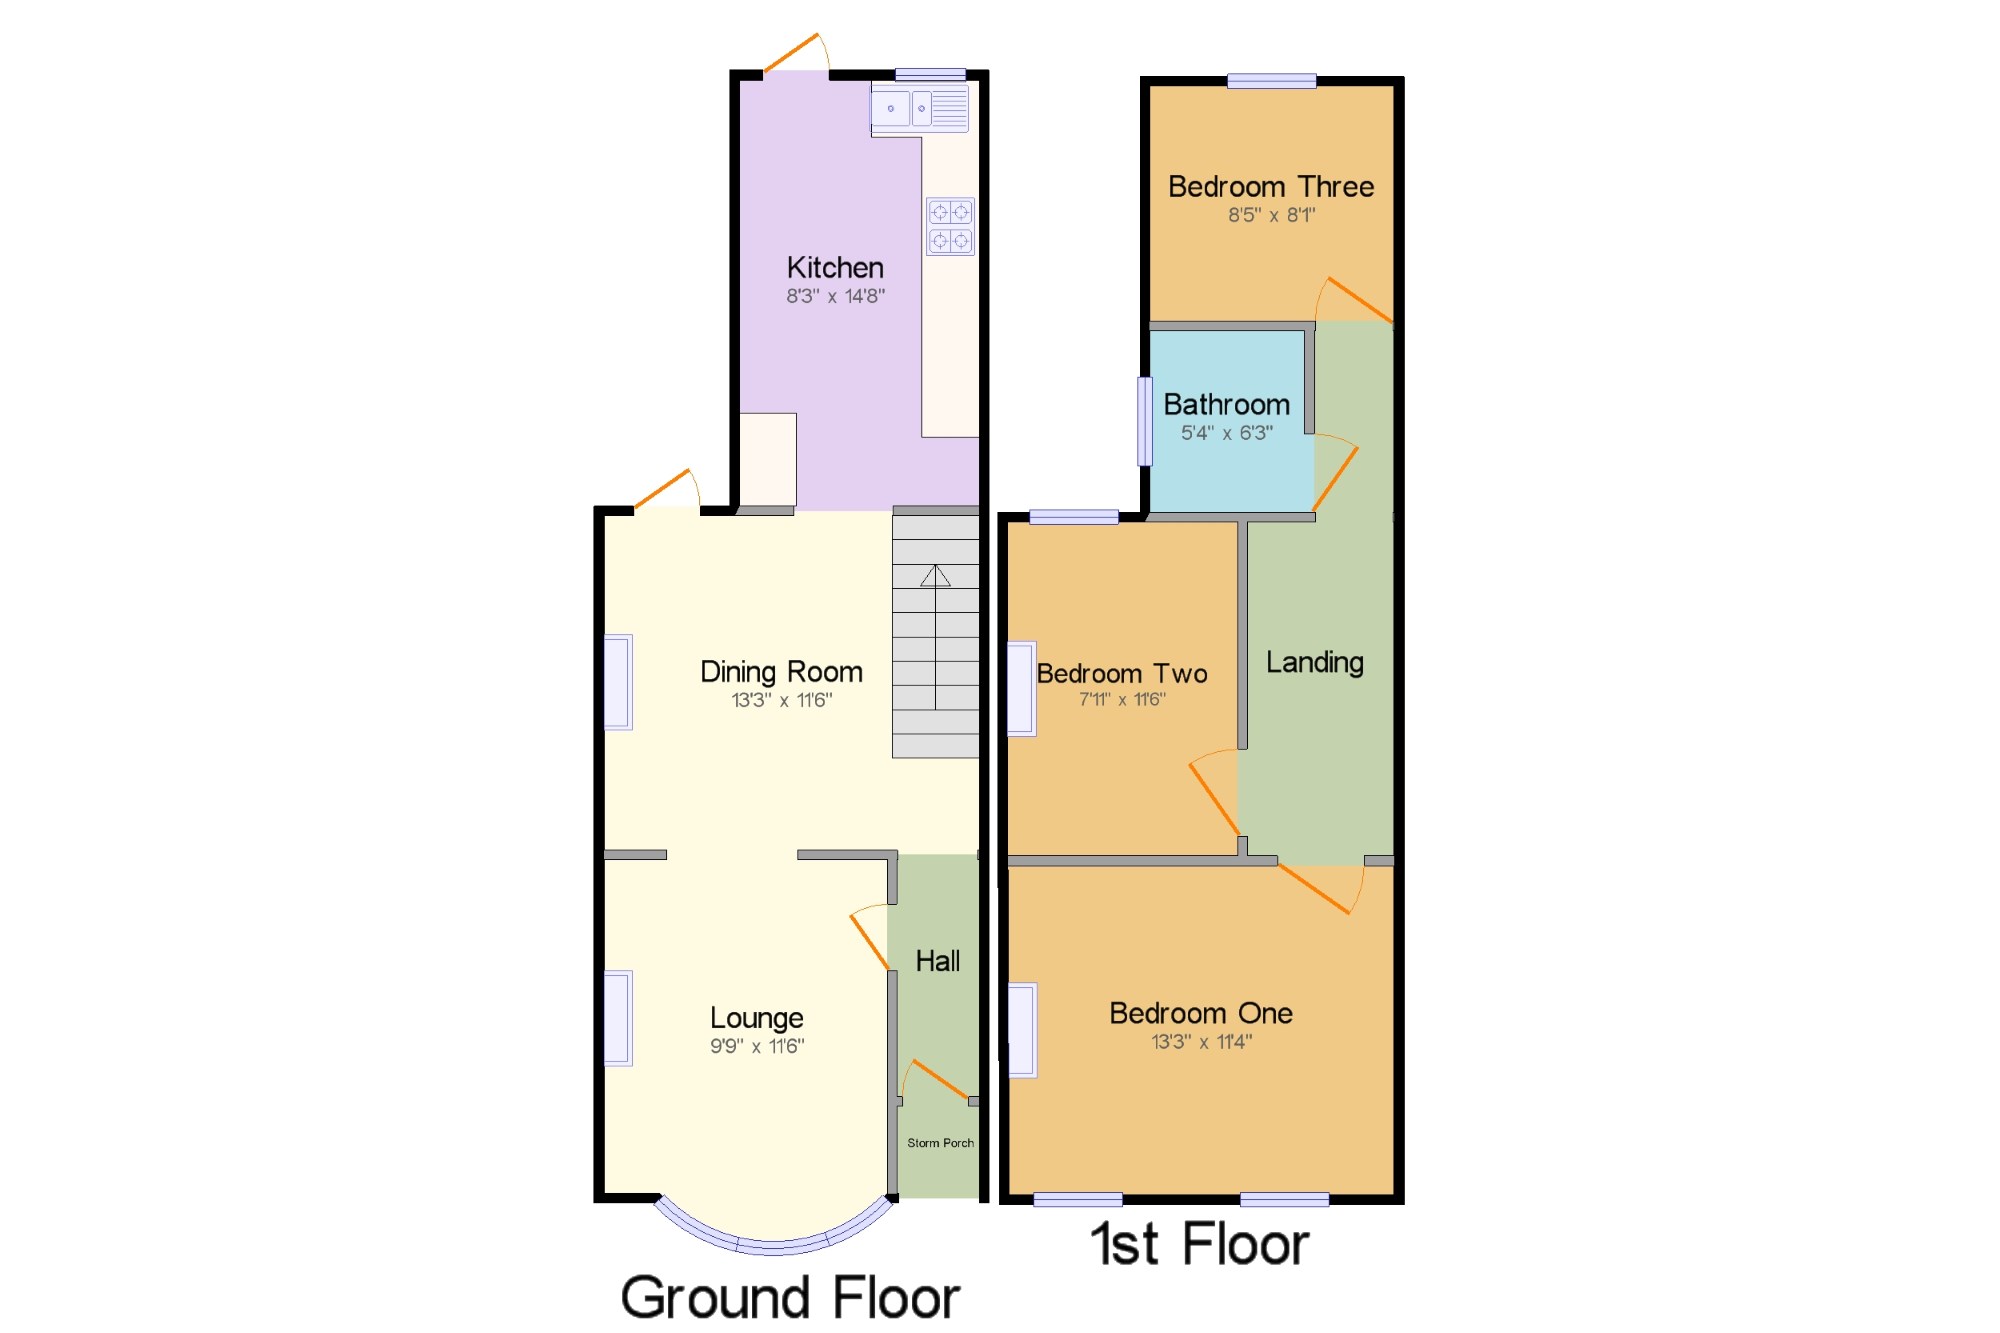 Kitchen
8'3" x 14'8"
Dining Room
13'3" x 11'6"
Lounge
9'9" x 11'6"
Hall
Storm Porch
Ground Floor
Bedroom Three
8'5" x 8'1"
Bathroom
5'4" x 6'3"
Bedroom Two
7'11" x 11'6"
Landing
Bedroom One
13'3" x 11'4"
1st Floor